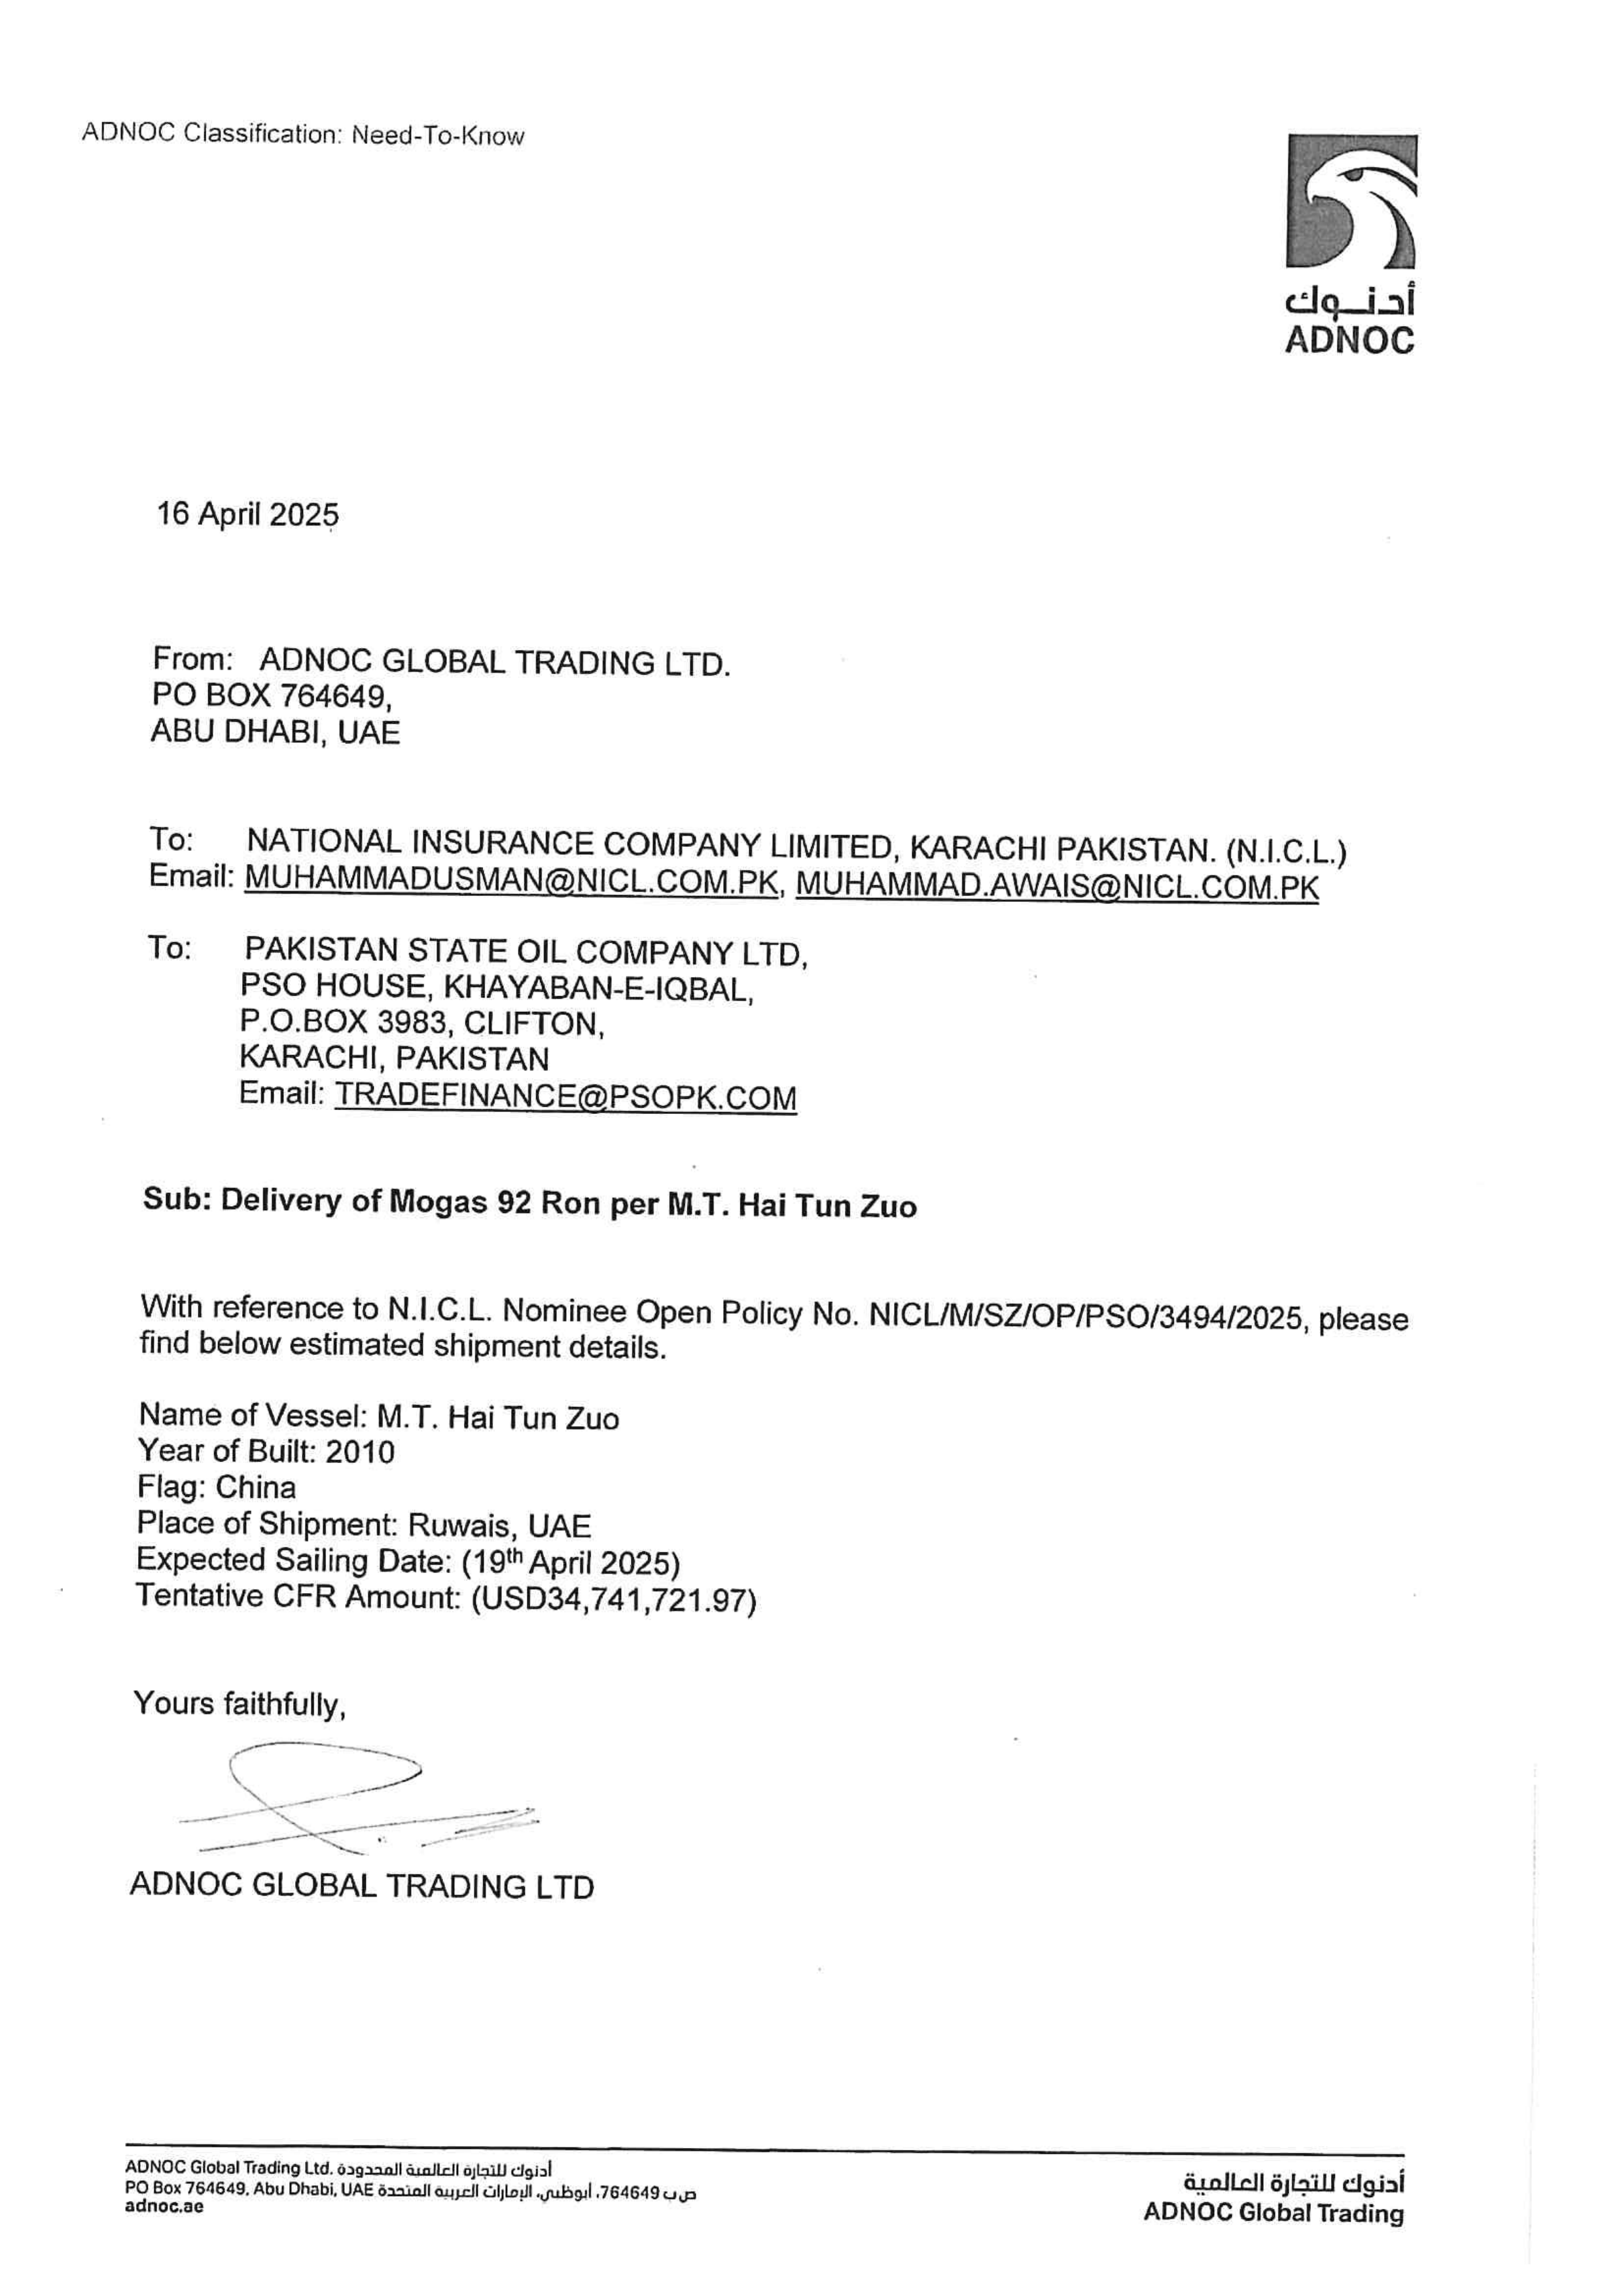 ADNOC Classification: Need-To-Know
أدنوك
ADNOC
16 April 2025
From: ADNOC GLOBAL TRADING LTD.
PO BOX 764649,
ABU DHABI, UAE
To: NATIONAL INSURANCE COMPANY LIMITED, KARACHI PAKISTAN. (N.I.C.L.)
Email: MUHAMMADUSMAN@NICL.COM.PK, MUHAMMAD.AWAIS@NICL.COM.PK
To: PAKISTAN STATE OIL COMPANY LTD,
PSO HOUSE, KHAYABAN-E-IQBAL,
P.O.BOX 3983, CLIFTON,
KARACHI, PAKISTAN
Email: TRADEFINANCE@PSOPK.COM
Sub: Delivery of Mogas 92 Ron per M.T. Hai Tun Zuo
With reference to N.I.C.L. Nominee Open Policy No. NICL/M/SZ/OP/PSO/3494/2025, please
find below estimated shipment details.
Name of Vessel: M.T. Hai Tun Zuo
Year of Built: 2010
Flag: China
Place of Shipment: Ruwais, UAE
Expected Sailing Date: (19th April 2025)
Tentative CFR Amount: (USD34,741,721.97)
Yours faithfully,
ADNOC GLOBAL TRADING LTD
ADNOC Global Trading Ltd. أدنوك للتجارة العالمية المحدودة
PO Box 764649, Abu Dhabi, UAE ص ب 764649، أبوظبي، الإمارات العربية المتحدة
adnoc.ae
أدنوك للتجارة العالمية
ADNOC Global Trading